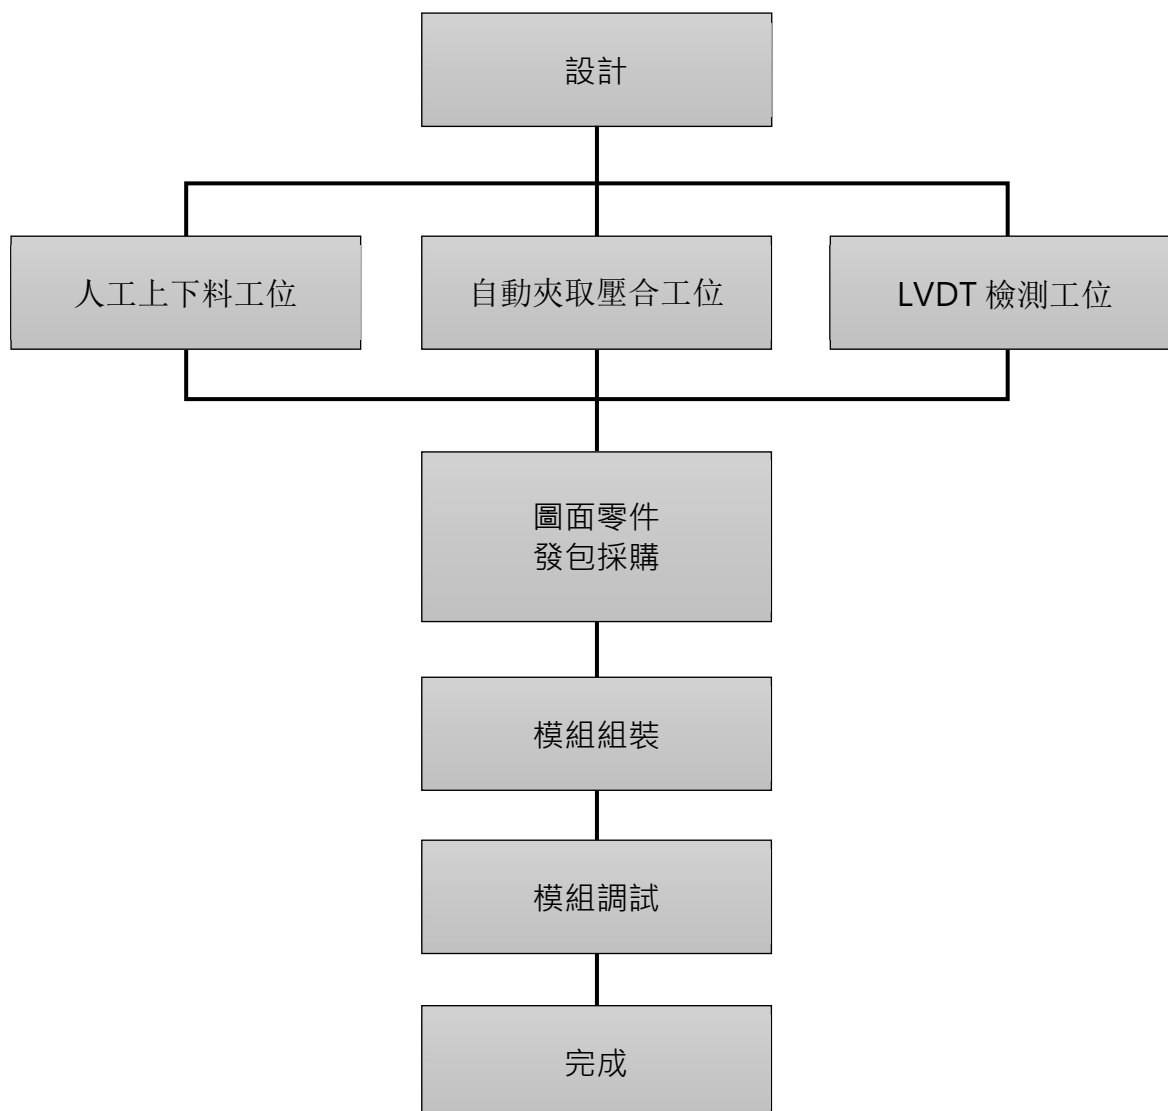 設計
人工上下料工位
自動夾取壓合工位
LVDT 檢測工位
圖面零件
發包採購
模組組裝
模組調試
完成